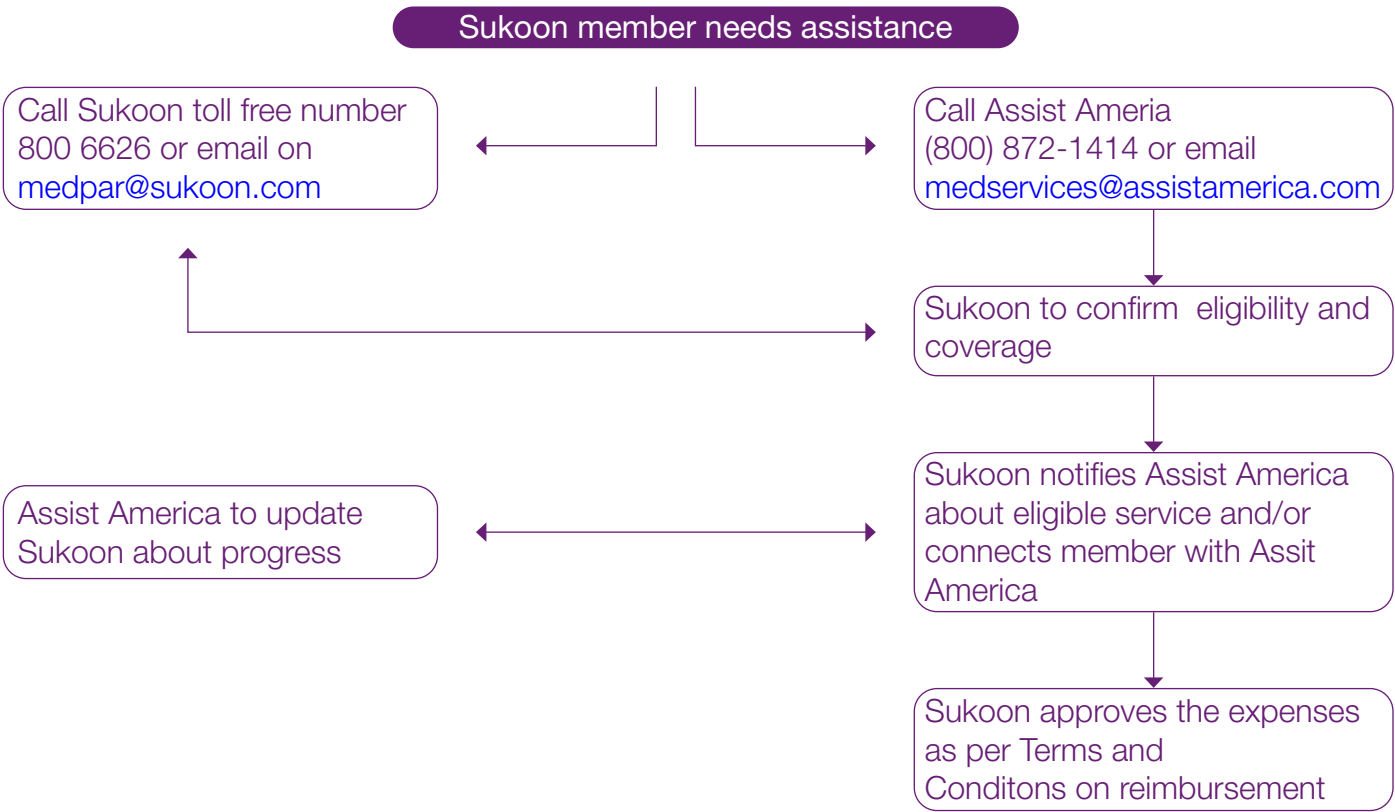 Sukoon member needs assistance
Call Sukoon toll free number
800 6626 or email on
medpar@sukoon.com
Call Assist Ameria
(800) 872-1414 or email
medservices@assistamerica.com
Sukoon to confirm  eligibility and
coverage
Assist America to update
Sukoon about progress
Sukoon notifies Assist America
about eligible service and/or
connects member with Assit
America
Sukoon approves the expenses
as per Terms and
Conditons on reimbursement